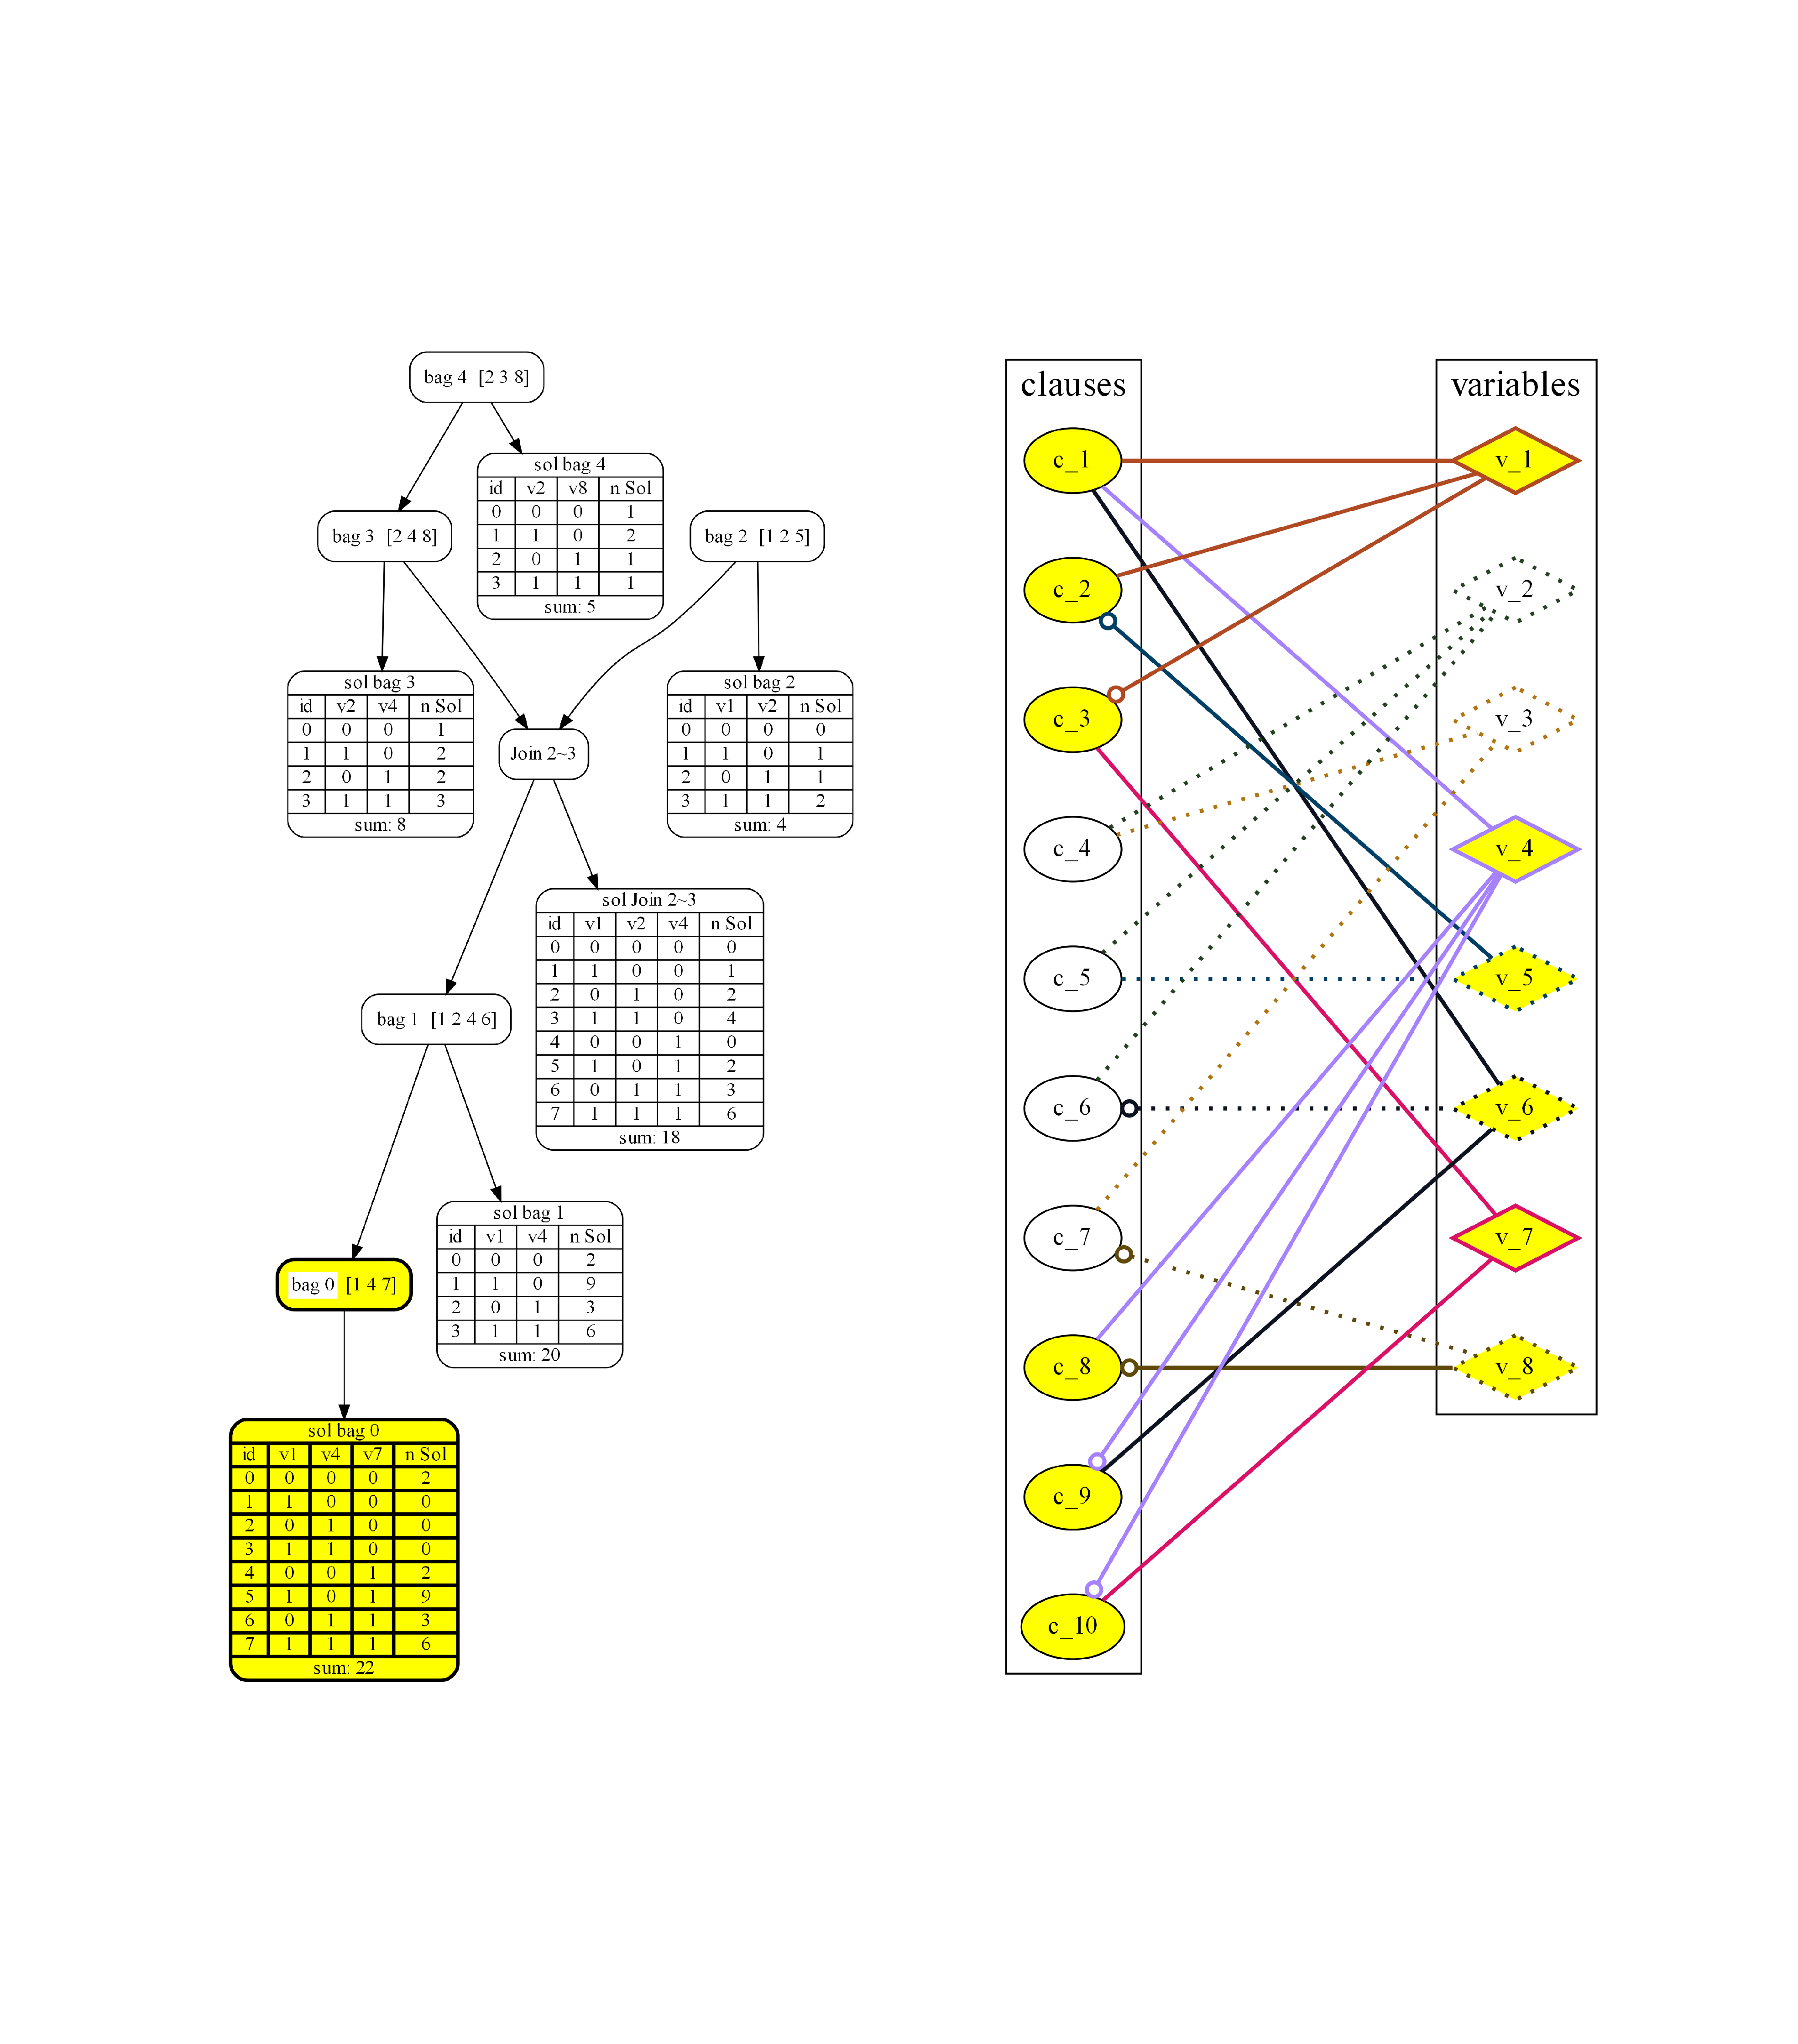 bag 4 [2 3 8]
sol bag 4
id v2 v8 n Sol
0 0 0 1
1 1 0 2
2 0 1 1
3 1 1 1
sum: 5
bag 3 [2 4 8]
bag 2 [1 2 5]
sol bag 3
id v2 v4 n Sol
0 0 0 1
1 1 0 2
2 0 1 2
3 1 1 3
sum: 8
Join 2~3
sol bag 2
id v1 v2 n Sol
0 0 0 0
1 1 0 1
2 0 1 1
3 1 1 2
sum: 4
sol Join 2~3
id v1 v2 v4 n Sol
0 0 0 0 0
1 1 0 0 1
2 0 1 0 2
3 1 1 0 4
4 0 0 1 0
5 1 0 1 2
6 0 1 1 3
7 1 1 1 6
sum: 18
bag 1 [1 2 4 6]
sol bag 1
id v1 v4 n Sol
0 0 0 2
1 1 0 9
2 0 1 3
3 1 1 6
sum: 20
bag 0 [1 4 7]
sol bag 0
id v1 v4 v7 n Sol
0 0 0 0 2
1 1 0 0 0
2 0 1 0 0
3 1 1 0 0
4 0 0 1 2
5 1 0 1 9
6 0 1 1 3
7 1 1 1 6
sum: 22
clauses
c_1
c_2
c_3
c_4
c_5
c_6
c_7
c_8
c_9
c_10
variables
v_1
v_2
v_3
v_4
v_5
v_6
v_7
v_8